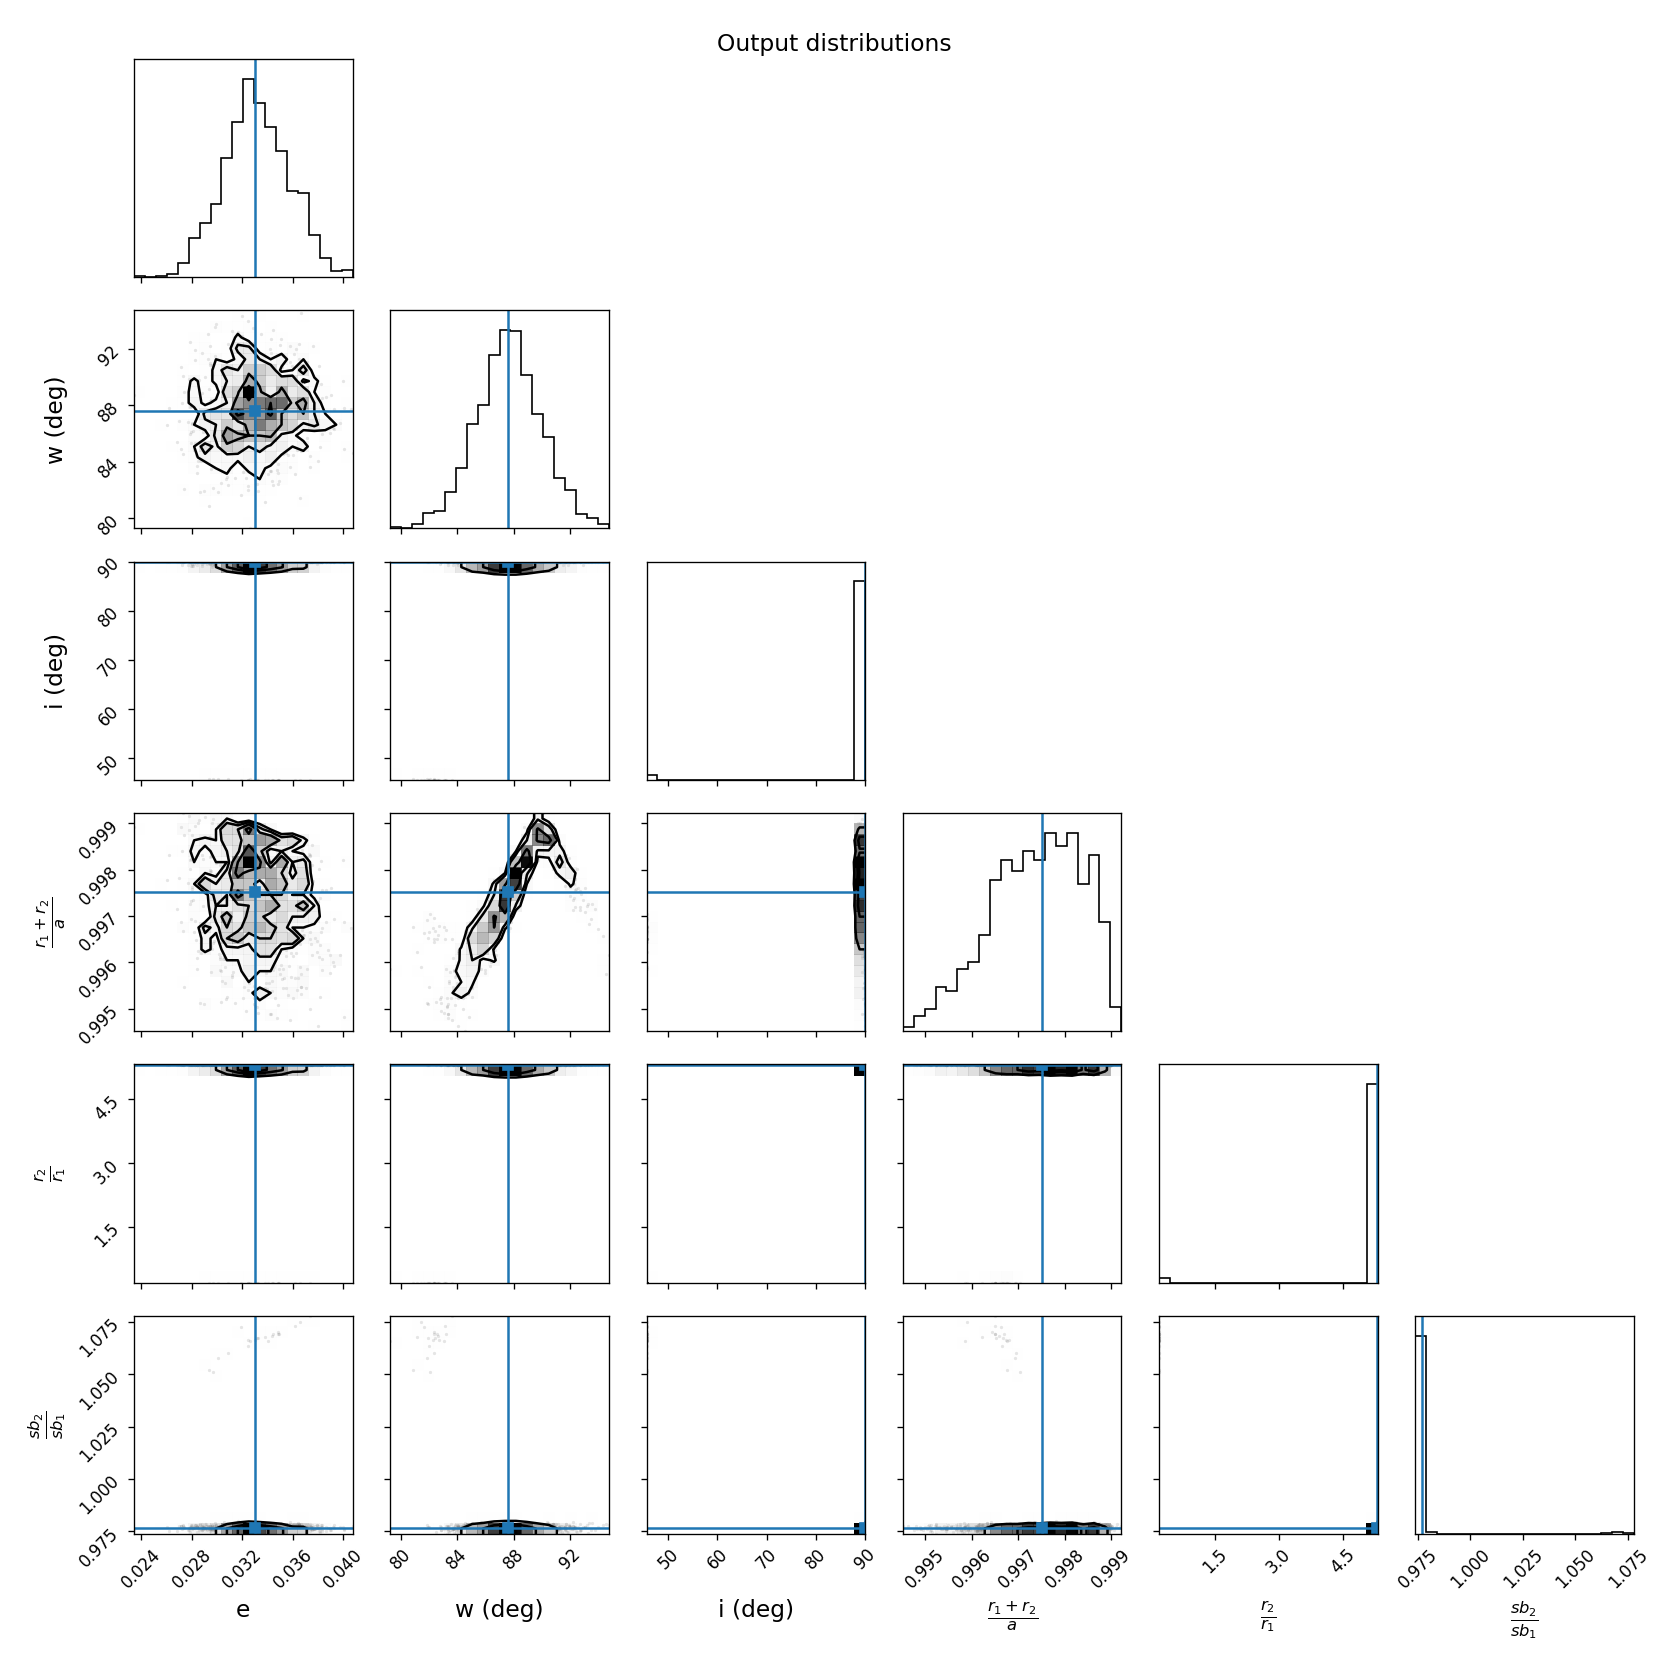 Output distributions
w (deg)
92
88
84
80
i (deg)
90
80
70
60
50
r₁ + r₂
a
0.999
0.998
0.997
0.996
0.995
r₂
r₁
4.5
3.0
1.5
sb₂
sb₁
1.075
1.050
1.025
1.000
0.975
0.024 0.028 0.032 0.036 0.040 80 84 88 92 50 60 70 80 90 0.995 0.996 0.997 0.998 0.999 1.5 3.0 4.5 0.975 1.000 1.025 1.050 1.075
e w (deg) i (deg) r₁ + r₂ r₂ sb₂
a r₁ sb₁